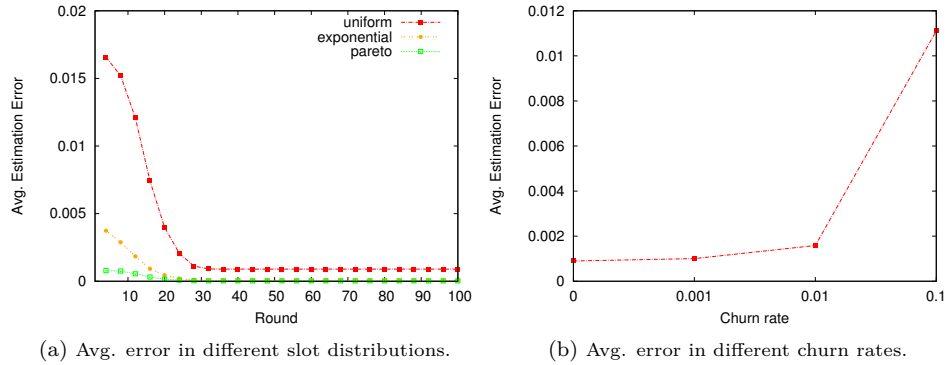 0.02
0.015
0.01
0.005
0
Avg. Estimation Error
uniform
exponential
pareto
10 20 30 40 50 60 70 80 90 100
Round
(a) Avg. error in different slot distributions.
0.012
0.01
0.008
0.006
0.004
0.002
0
Avg. Estimation Error
0 0.001 0.01 0.1
Churn rate
(b) Avg. error in different churn rates.